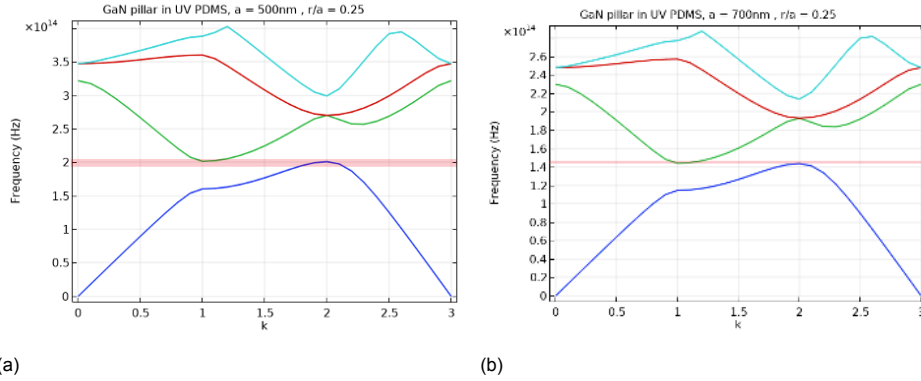 GaN pillar in UV PDMS, a = 500nm , r/a = 0.25
×10¹⁴
3.5
3
2.5
2
1.5
1
0.5
0
Frequency (Hz)
0 0.5 1 1.5 2 2.5 3
k
(a)
GaN pillar in UV PDMS, a = 700nm , r/a = 0.25
×10¹⁴
2.6
2.4
2.2
2
1.8
1.6
1.4
1.2
1
0.8
0.6
0.4
0.2
0
Frequency (Hz)
0 0.5 1 1.5 2 2.5 3
k
(b)